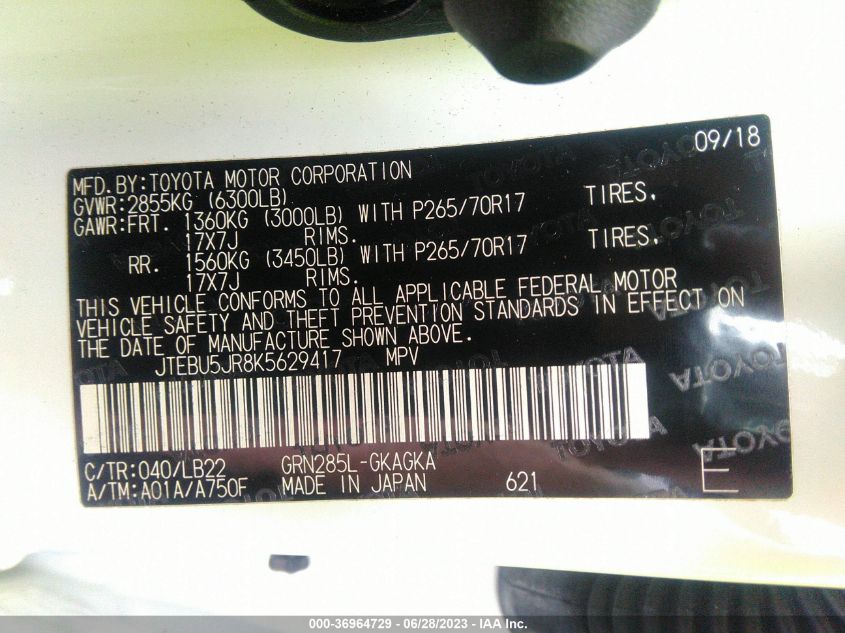 09/18
MFD.BY:TOYOTA MOTOR CORPORATION
GVWR:2855KG (6300LB)
GAWR:FRT. 1360KG (3000LB) WITH P265/70R17 TIRES,
17X7J RIMS.
RR. 1560KG (3450LB) WITH P265/70R17 TIRES,
17X7J RIMS.
THIS VEHICLE CONFORMS TO ALL APPLICABLE FEDERAL MOTOR
VEHICLE SAFETY AND THEFT PREVENTION STANDARDS IN EFFECT ON
THE DATE OF MANUFACTURE SHOWN ABOVE.
JTEBU5JR8K5629417 MPV
C/TR:040/LB22 GRN285L-GKAGKA
A/TM:A01A/A750F MADE IN JAPAN 621 E
000-36964729 - 06/28/2023 - IAA Inc.